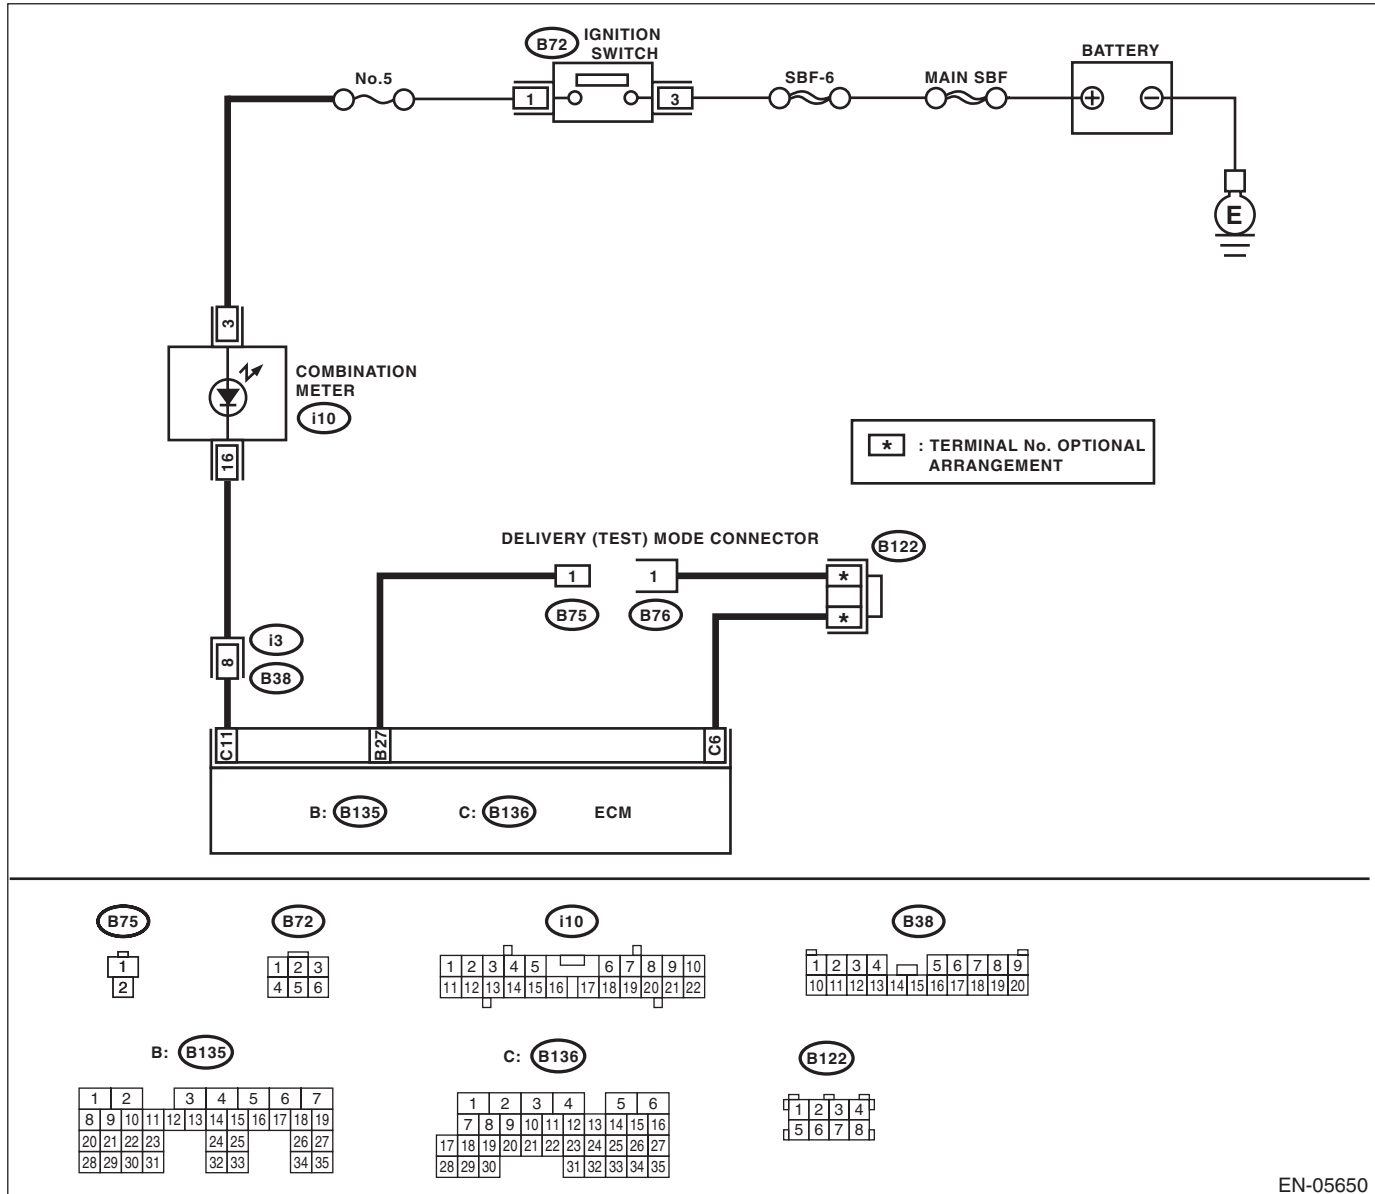 B72 IGNITION
SWITCH
No.5
1
3
SBF-6
MAIN SBF
BATTERY
+
−
E
3
COMBINATION
METER
i10
16
* : TERMINAL No. OPTIONAL
ARRANGEMENT
DELIVERY (TEST) MODE CONNECTOR
B122
1
1
*
B75
B76
*
i3
8
B38
C11
B27
C6
B: B135
C: B136
ECM
B75
1
2
B72
1 2 3
4 5 6
i10
1 2 3 4 5 6 7 8 9 10
11 12 13 14 15 16 17 18 19 20 21 22
B38
1 2 3 4 5 6 7 8 9
10 11 12 13 14 15 16 17 18 19 20
B: B135
1 2 3 4 5 6 7
8 9 10 11 12 13 14 15 16 17 18 19
20 21 22 23 24 25 26 27
28 29 30 31 32 33 34 35
C: B136
1 2 3 4 5 6
7 8 9 10 11 12 13 14 15 16
17 18 19 20 21 22 23 24 25 26 27
28 29 30 31 32 33 34 35
B122
1 2 3 4
5 6 7 8
EN-05650